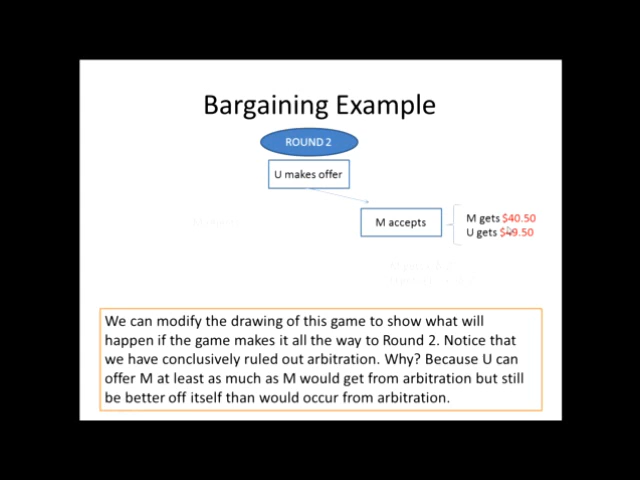 Bargaining Example
ROUND 2
U makes offer
M accepts
M gets $40.50
U gets $49.50
We can modify the drawing of this game to show what will
happen if the game makes it all the way to Round 2. Notice that
we have conclusively ruled out arbitration. Why? Because U can
offer M at least as much as M would get from arbitration but still
be better off itself than would occur from arbitration.